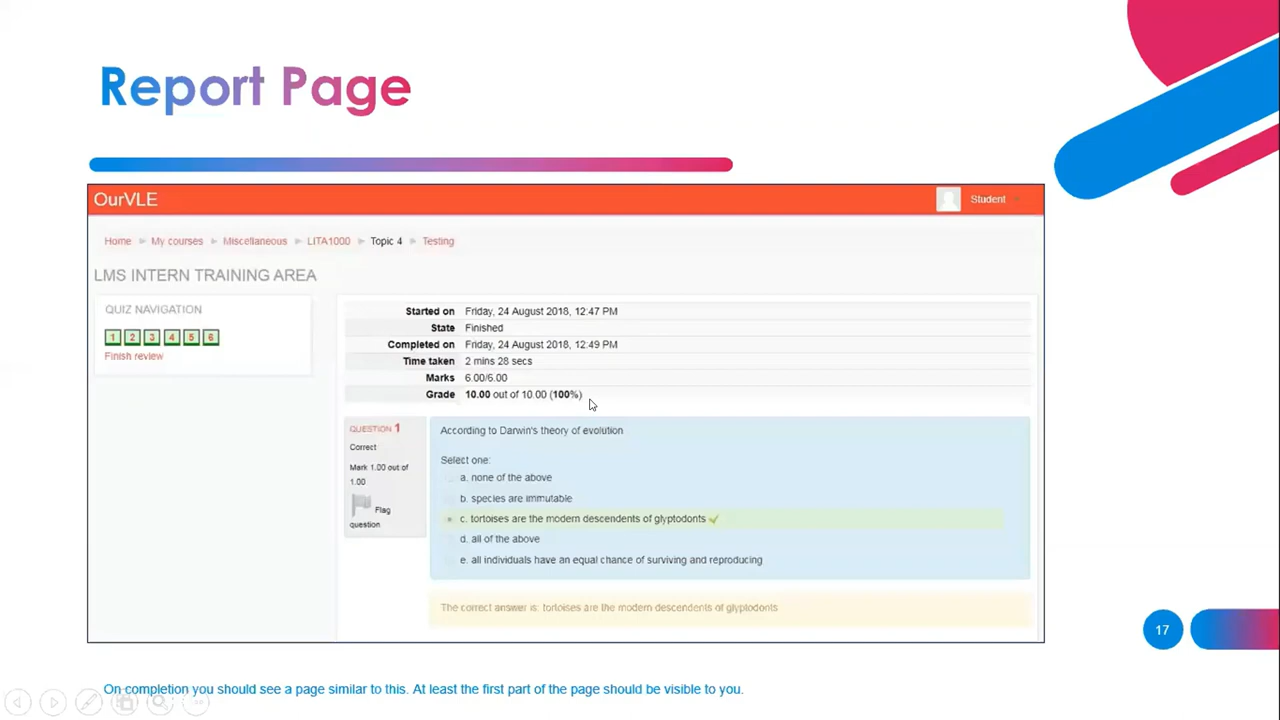 Report Page
OurVLE
Student
Home My courses Miscellaneous LITA1000 Topic 4 Testing
LMS INTERN TRAINING AREA
QUIZ NAVIGATION
1 2 3 4 5 6
Finish review
Started on Friday, 24 August 2018, 12:47 PM
State Finished
Completed on Friday, 24 August 2018, 12:49 PM
Time taken 2 mins 28 secs
Marks 6.00/6.00
Grade 10.00 out of 10.00 (100%)
QUESTION 1
Correct
Mark 1.00 out of
1.00
Flag
question
According to Darwin's theory of evolution
Select one:
a. none of the above
b. species are immutable
c. tortoises are the modern descendents of glyptodonts
d. all of the above
e. all individuals have an equal chance of surviving and reproducing
The correct answer is: tortoises are the modern descendents of glyptodonts
17
On completion you should see a page similar to this. At least the first part of the page should be visible to you.